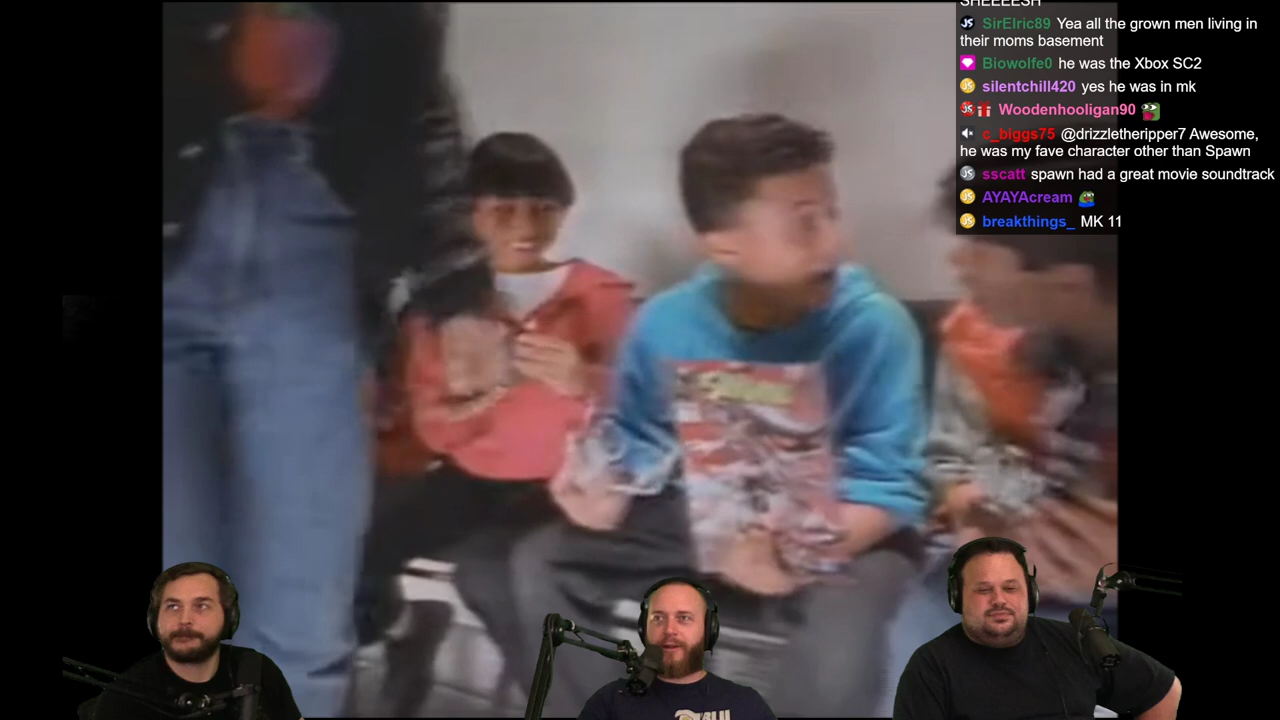 SHEEEESH
SirElric89 Yea all the grown men living in
their moms basement
Biowolfe0 he was the Xbox SC2
silentchill420 yes he was in mk
Woodenhooligan90
c_biggs75 @drizzletheripper7 Awesome,
he was my fave character other than Spawn
sscatt spawn had a great movie soundtrack
AYAYAcream
breakthings_ MK 11